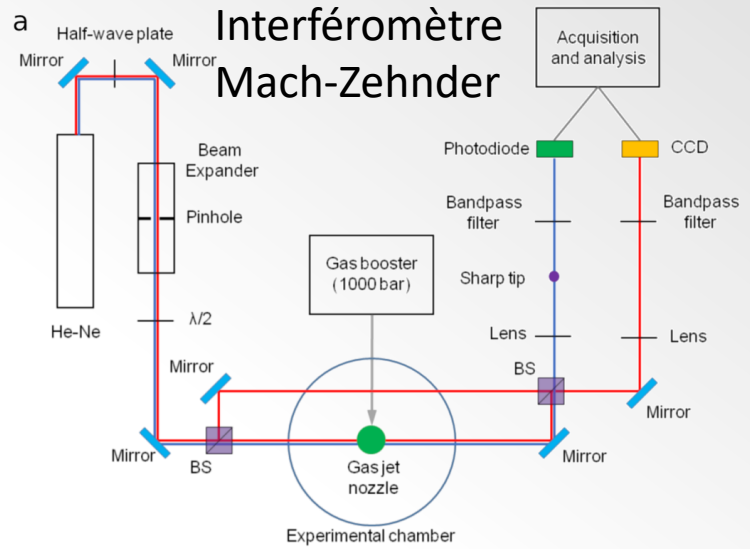 a
Interféromètre
Mach-Zehnder
Half-wave plate
Mirror
Mirror
Acquisition
and analysis
Beam
Expander
Photodiode
CCD
Pinhole
Bandpass
filter
Bandpass
filter
Gas booster
(1000 bar)
Sharp tip
He-Ne
λ/2
Lens
Lens
Mirror
BS
Mirror
Mirror
BS
Gas jet
nozzle
Mirror
Experimental chamber